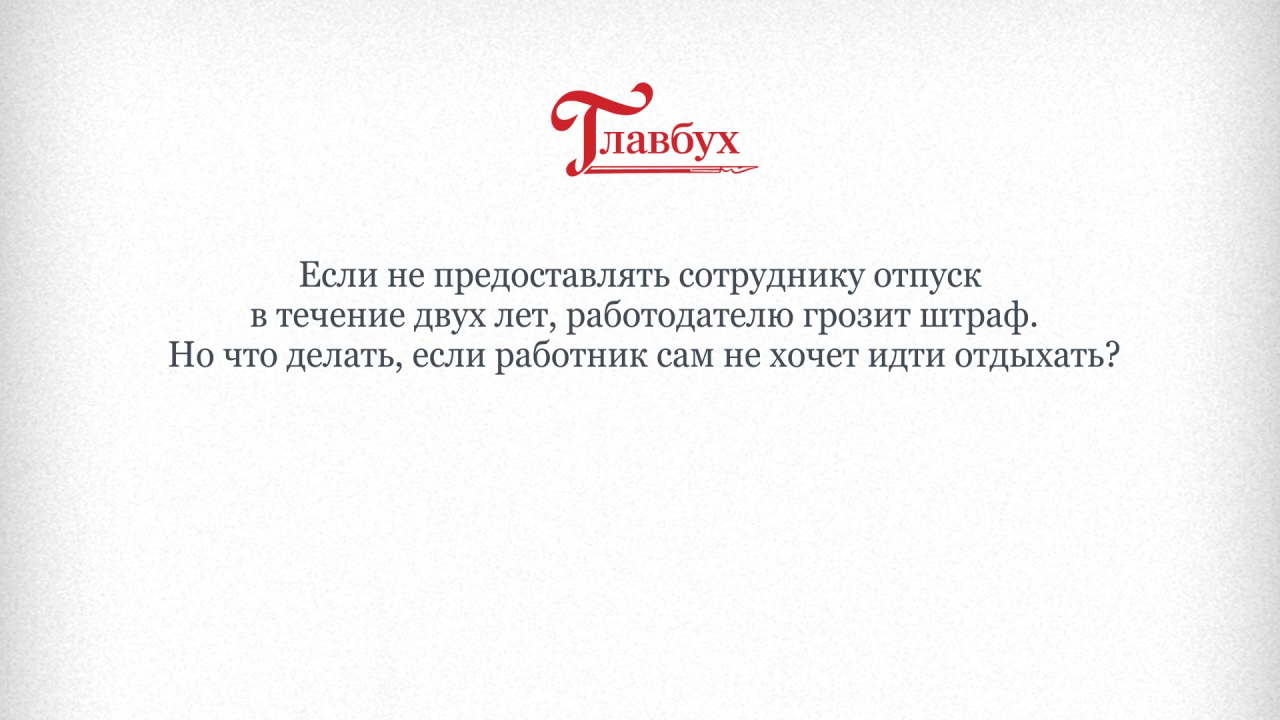 Главбух
Если не предоставлять сотруднику отпуск
в течение двух лет, работодателю грозит штраф.
Но что делать, если работник сам не хочет идти отдыхать?